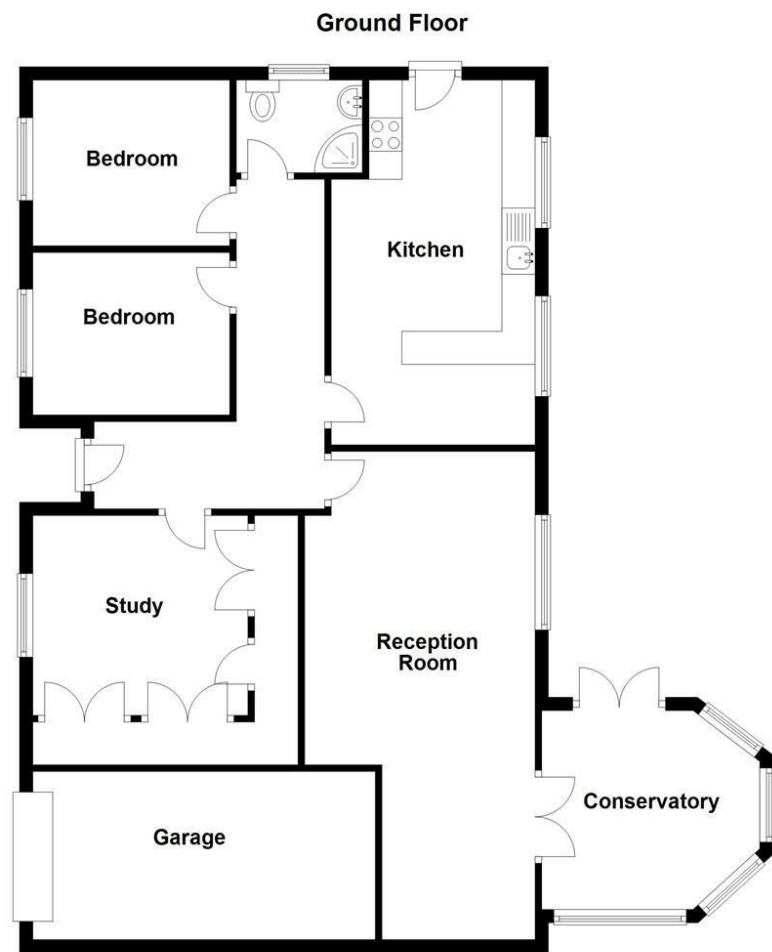 Ground Floor
Bedroom
Kitchen
Bedroom
Study
Reception
Room
Conservatory
Garage